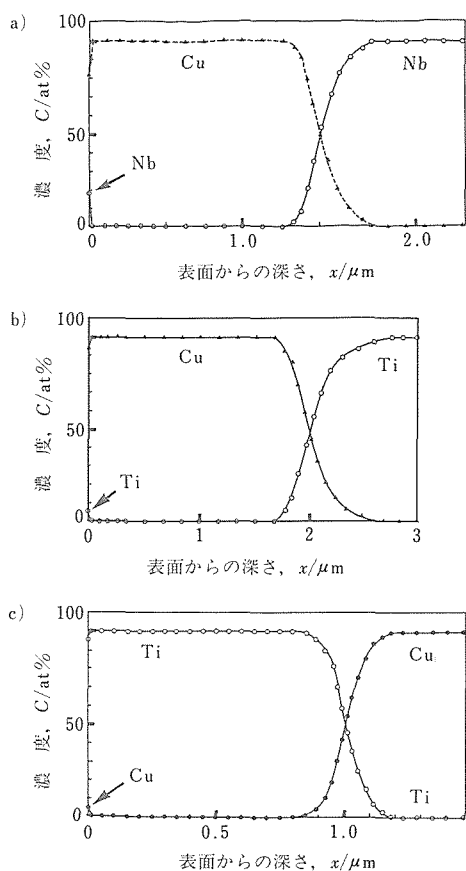 a)
100
50
0
濃度, C/at%
Cu
Nb
Nb
0 1.0 2.0
表面からの深さ, x/μm
b)
100
50
0
濃度, C/at%
Cu
Ti
Ti
0 1 2 3
表面からの深さ, x/μm
c)
100
50
0
濃度, C/at%
Ti
Cu
Cu
Ti
0 0.5 1.0
表面からの深さ, x/μm